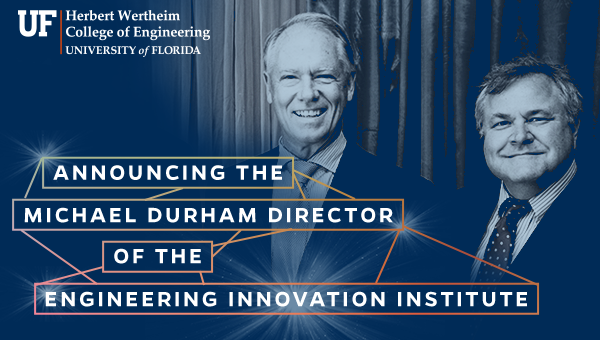 UF
Herbert Wertheim
College of Engineering
UNIVERSITY of FLORIDA
ANNOUNCING THE
MICHAEL DURHAM DIRECTOR
OF THE
ENGINEERING INNOVATION INSTITUTE